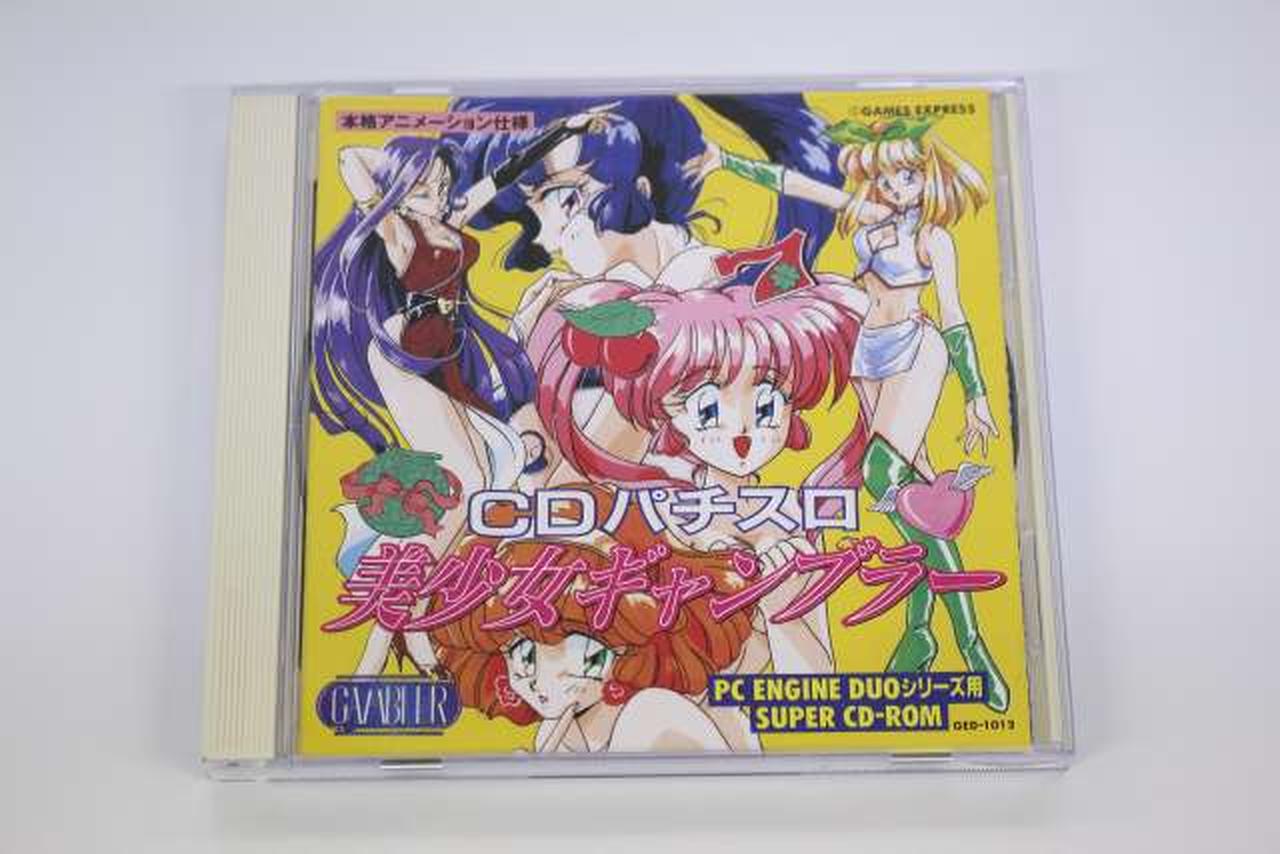 本格アニメーション仕様
©GAMES EXPRESS
7
CDパチスロ
美少女ギャンブラー
PC ENGINE DUOシリーズ用
SUPER CD-ROM
GED-1012